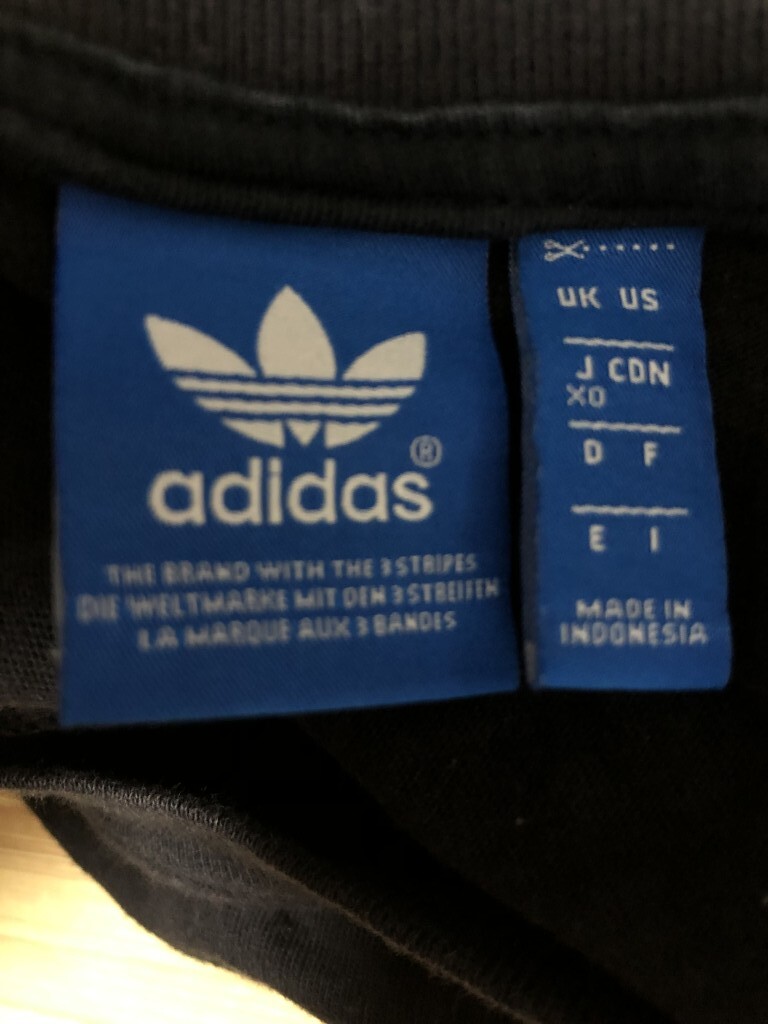 adidas®
THE BRAND WITH THE 3 STRIPES
DIE WELTMARKE MIT DEN 3 STREIFEN
LA MARQUE AUX 3 BANDES
UK US
J CDN
XO
D F
E I
MADE IN
INDONESIA